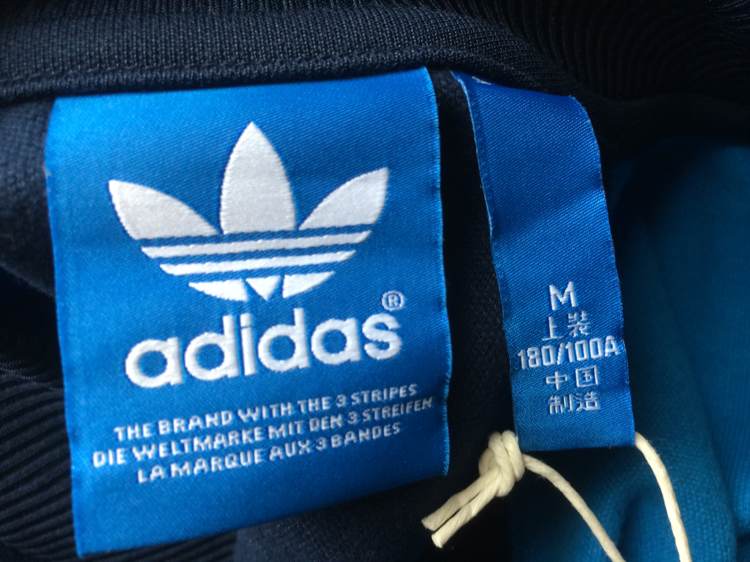 adidas®
THE BRAND WITH THE 3 STRIPES
DIE WELTMARKE MIT DEN 3 STREIFEN
LA MARQUE AUX 3 BANDES
M
上装
180/100A
中国
制造